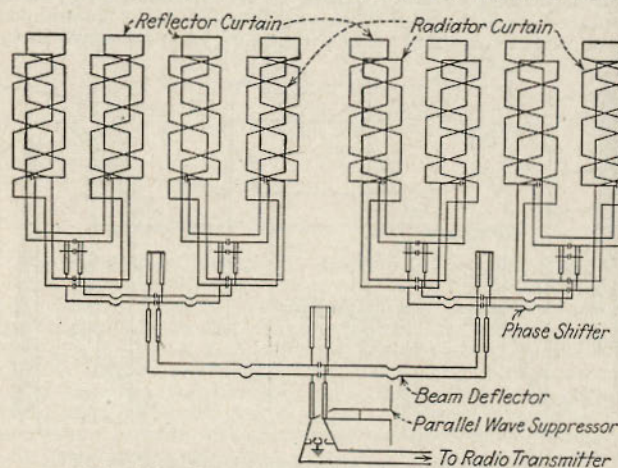 Reflector Curtain
Radiator Curtain
Phase Shifter
Beam Deflector
Parallel Wave Suppressor
To Radio Transmitter